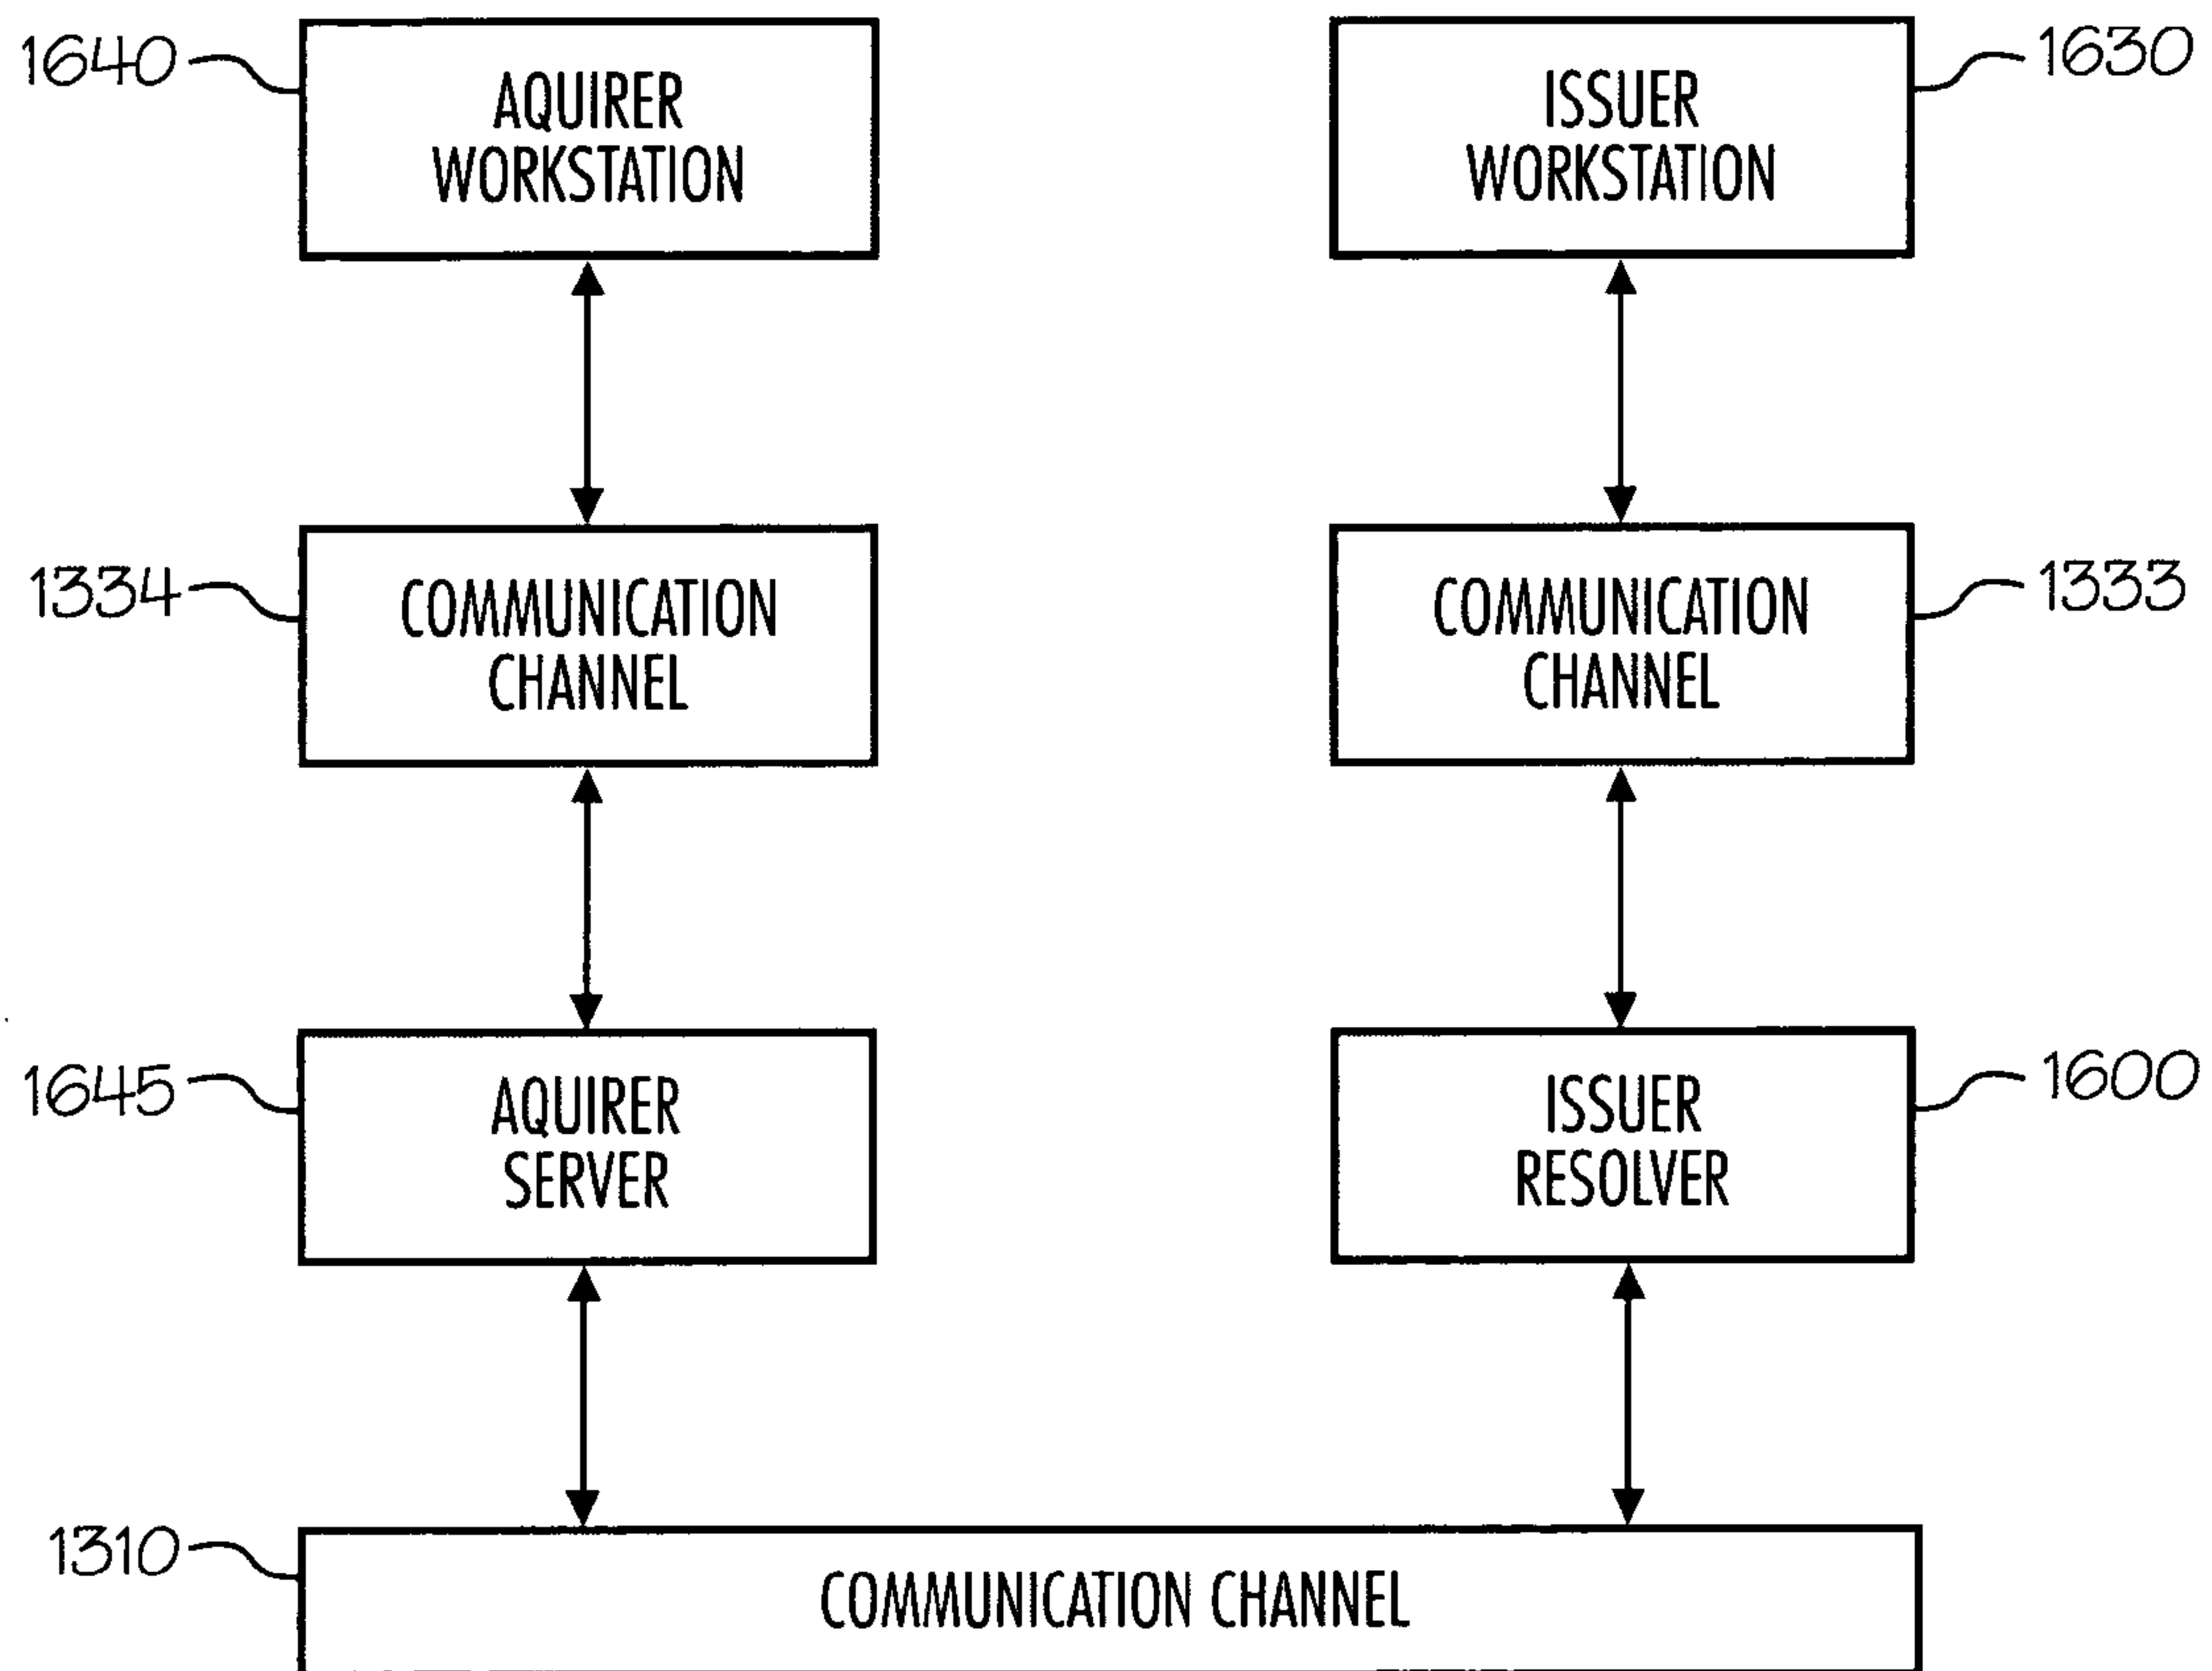 1640
AQUIRER
WORKSTATION
ISSUER
WORKSTATION
1630
1334
COMMUNICATION
CHANNEL
COMMUNICATION
CHANNEL
1333
1645
AQUIRER
SERVER
ISSUER
RESOLVER
1600
1310
COMMUNICATION CHANNEL